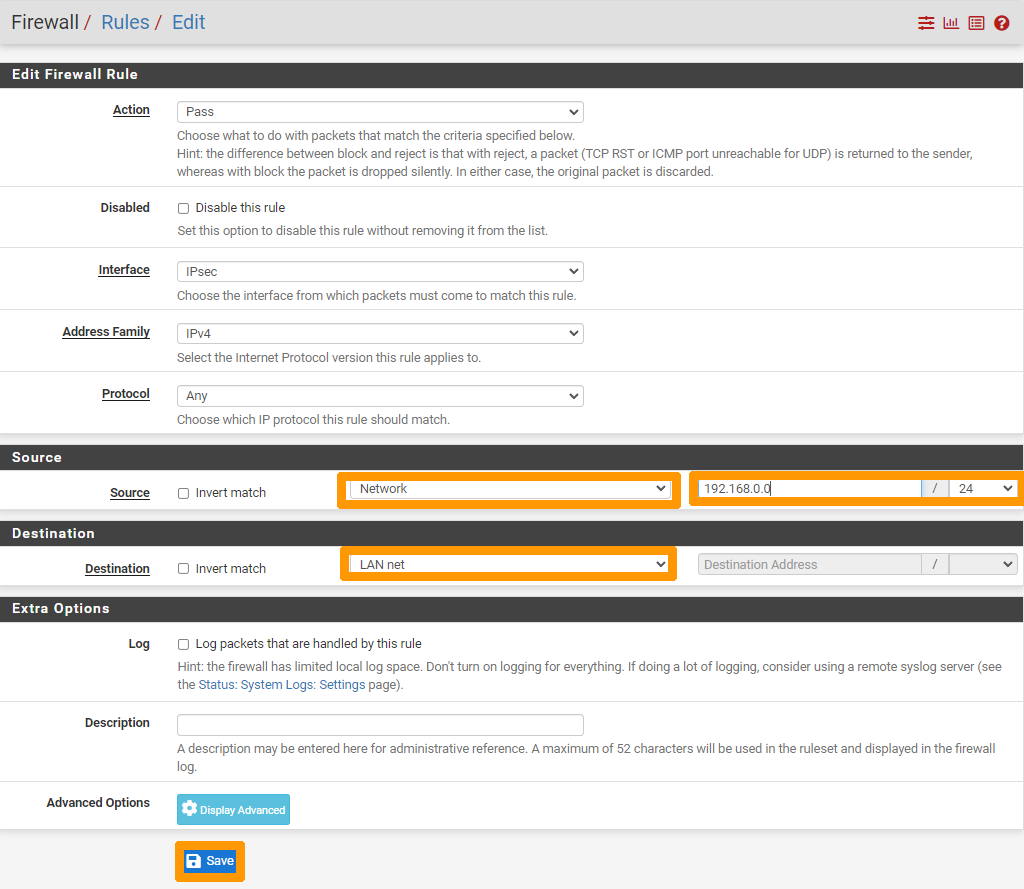 Firewall / Rules / Edit
Edit Firewall Rule
Action
Pass
Choose what to do with packets that match the criteria specified below.
Hint: the difference between block and reject is that with reject, a packet (TCP RST or ICMP port unreachable for UDP) is returned to the sender,
whereas with block the packet is dropped silently. In either case, the original packet is discarded.
Disabled
Disable this rule
Set this option to disable this rule without removing it from the list.
Interface
IPsec
Choose the interface from which packets must come to match this rule.
Address Family
IPv4
Select the Internet Protocol version this rule applies to.
Protocol
Any
Choose which IP protocol this rule should match.
Source
Source
Invert match
Network
192.168.0.0 / 24
Destination
Destination
Invert match
LAN net
Destination Address /
Extra Options
Log
Log packets that are handled by this rule
Hint: the firewall has limited local log space. Don't turn on logging for everything. If doing a lot of logging, consider using a remote syslog server (see
the Status: System Logs: Settings page).
Description
A description may be entered here for administrative reference. A maximum of 52 characters will be used in the ruleset and displayed in the firewall
log.
Advanced Options
Display Advanced
Save